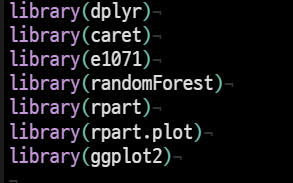 library(dplyr)¬
library(caret)¬
library(e1071)¬
library(randomForest)¬
library(rpart)¬
library(rpart.plot)¬
library(ggplot2)¬
¬